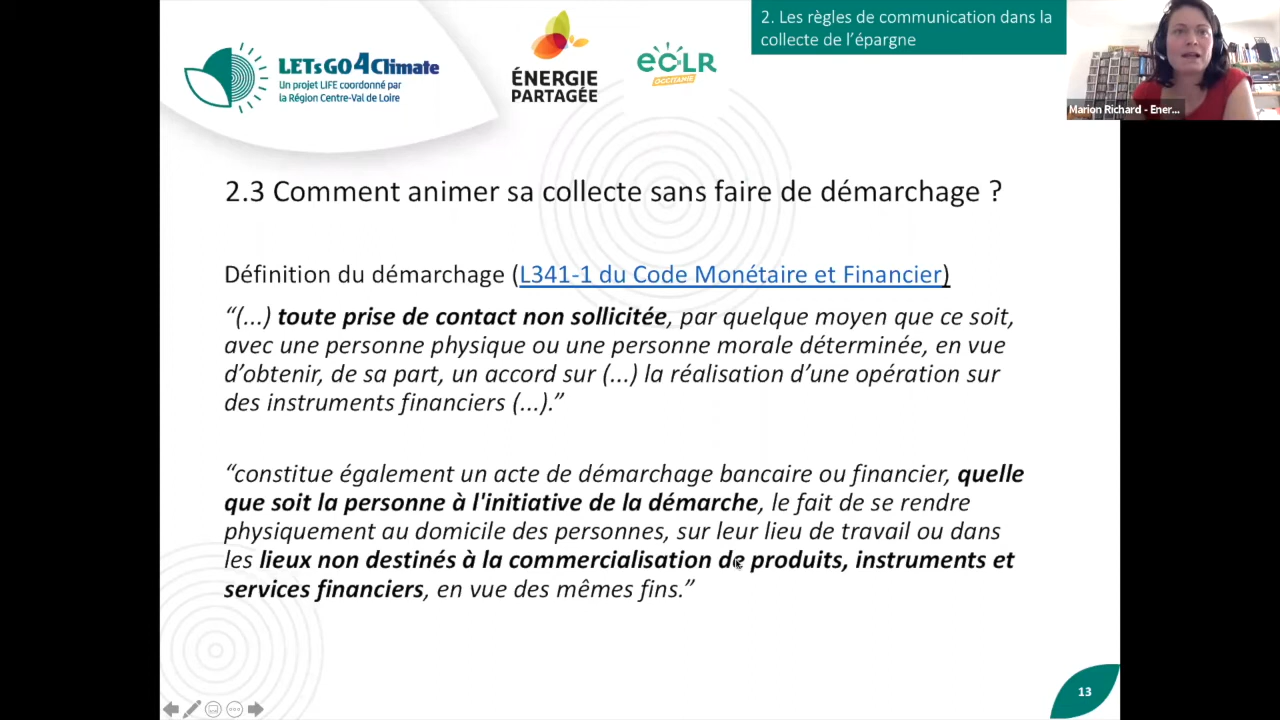 LETsGO4Climate
Un projet LIFE coordonné par
la Région Centre-Val de Loire
ÉNERGIE
PARTAGÉE
ECLR
OCCITANIE
2. Les règles de communication dans la
collecte de l'épargne
Marion Richard - Ener...
2.3 Comment animer sa collecte sans faire de démarchage ?
Définition du démarchage (L341-1 du Code Monétaire et Financier)
“(...) toute prise de contact non sollicitée, par quelque moyen que ce soit,
avec une personne physique ou une personne morale déterminée, en vue
d’obtenir, de sa part, un accord sur (...) la réalisation d’une opération sur
des instruments financiers (...).”
“constitue également un acte de démarchage bancaire ou financier, quelle
que soit la personne à l'initiative de la démarche, le fait de se rendre
physiquement au domicile des personnes, sur leur lieu de travail ou dans
les lieux non destinés à la commercialisation de produits, instruments et
services financiers, en vue des mêmes fins.”
13